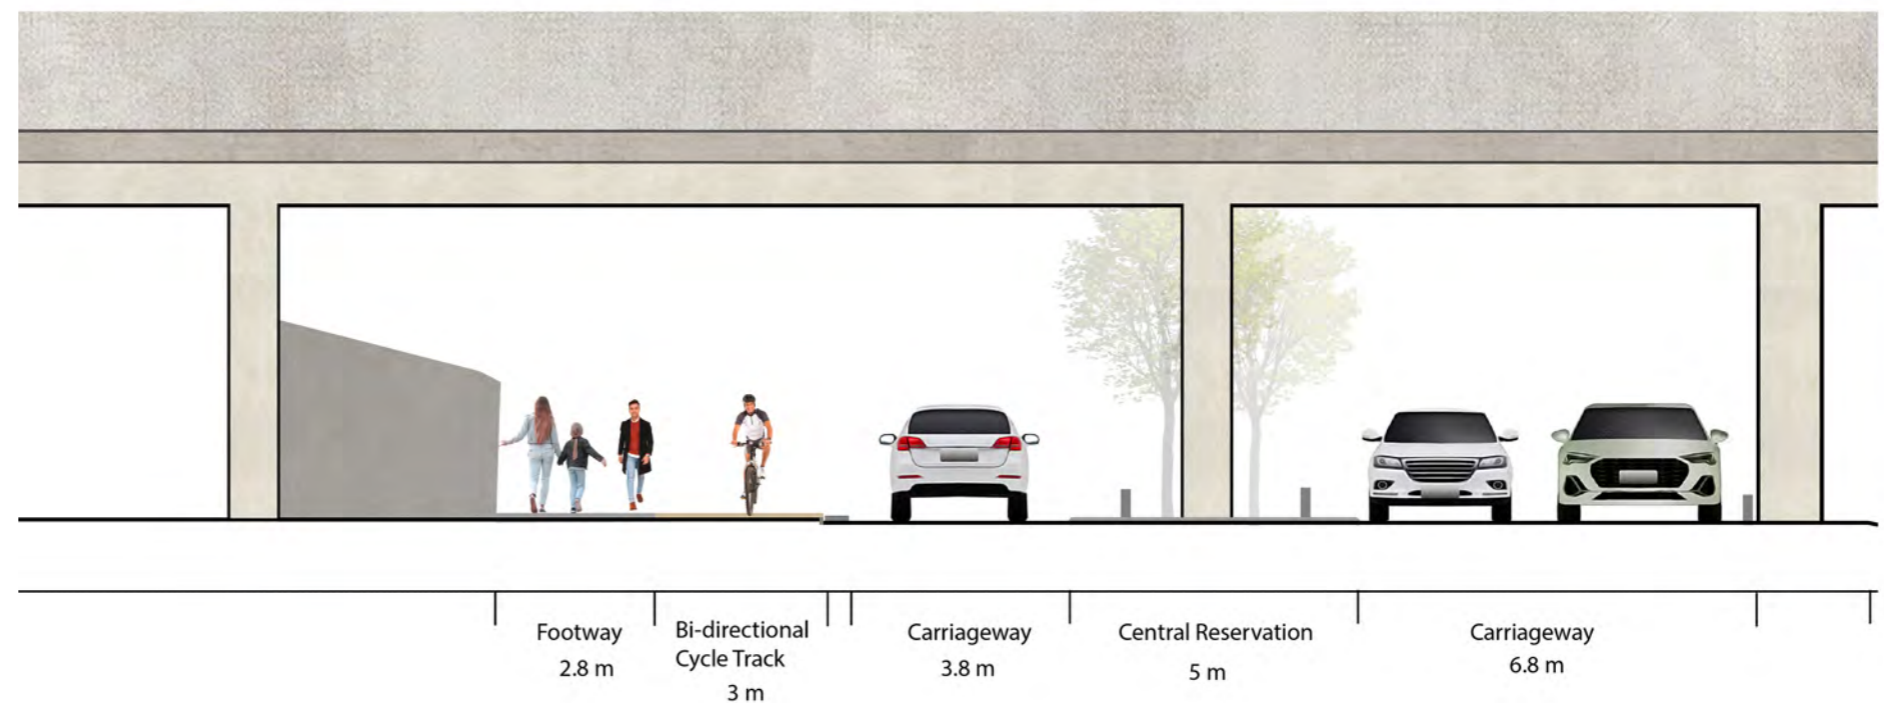 Footway
2.8 m
Bi-directional
Cycle Track
3 m
Carriageway
3.8 m
Central Reservation
5 m
Carriageway
6.8 m